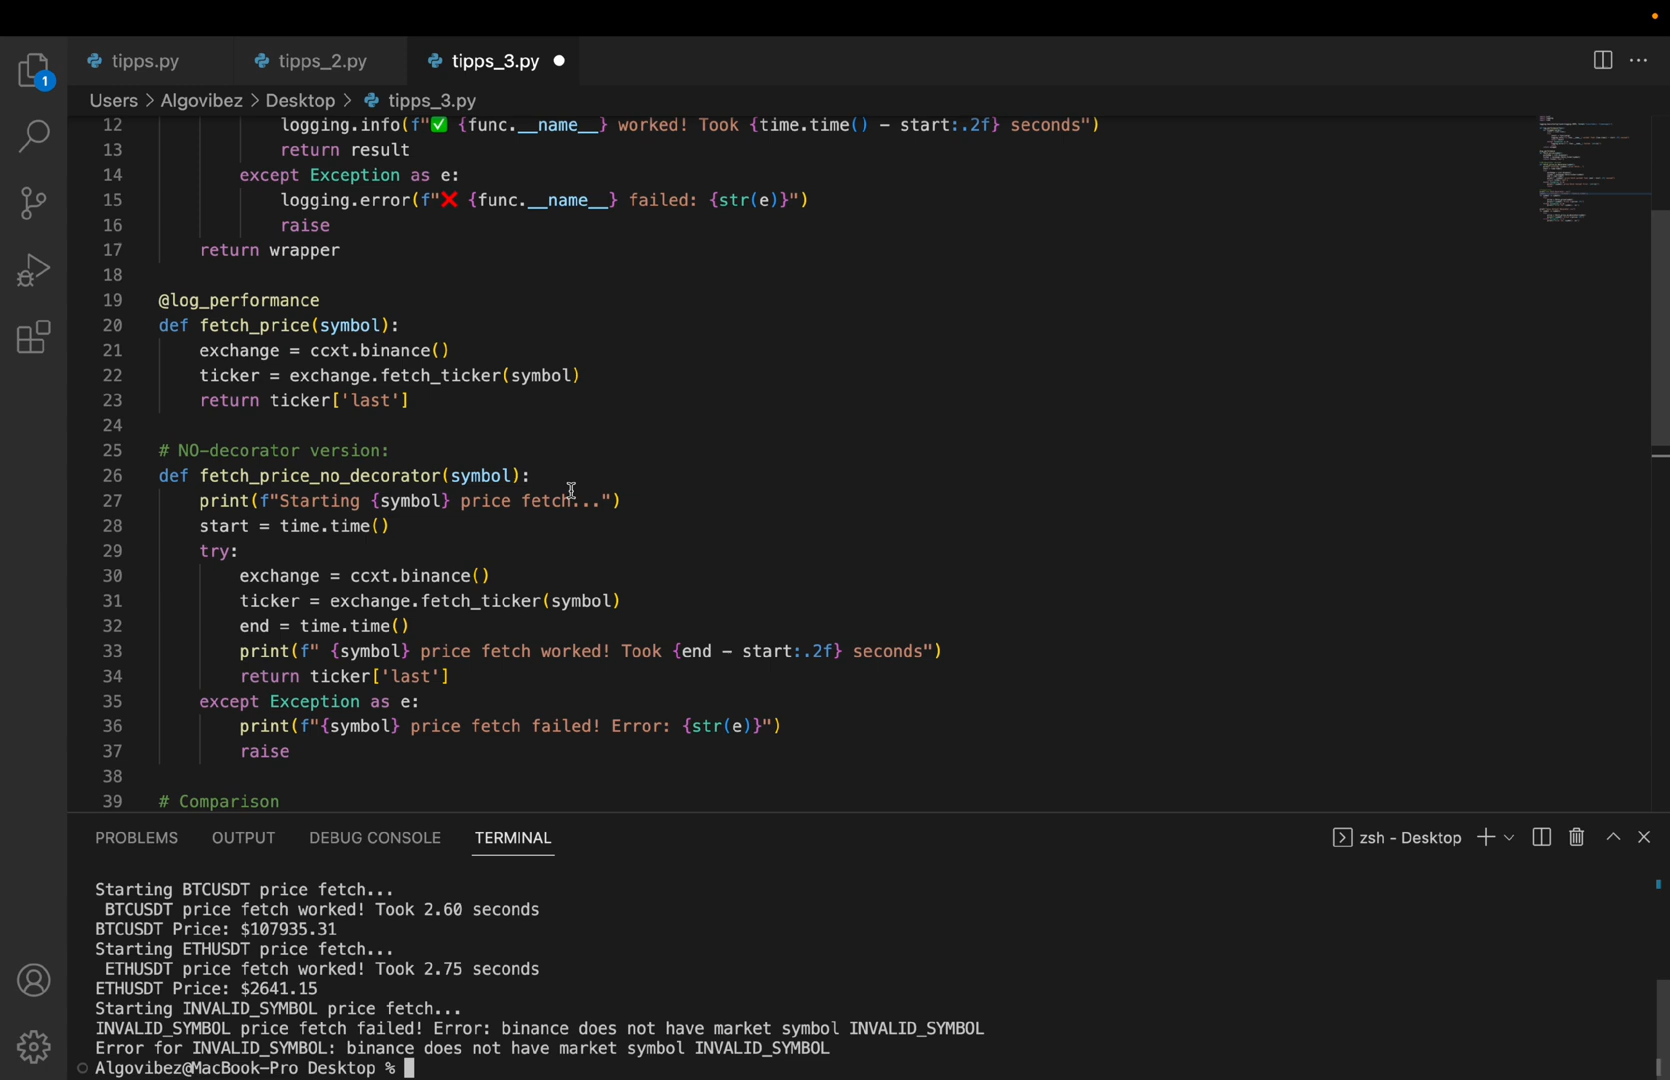 tipps.py tipps_2.py tipps_3.py
1
Users > Algovibez > Desktop > tipps_3.py
12 logging.info(f"✅ {func.__name__} worked! Took {time.time() - start:.2f} seconds")
13 return result
14 except Exception as e:
15 logging.error(f"❌ {func.__name__} failed: {str(e)}")
16 raise
17 return wrapper
18
19 @log_performance
20 def fetch_price(symbol):
21 exchange = ccxt.binance()
22 ticker = exchange.fetch_ticker(symbol)
23 return ticker['last']
24
25 # NO-decorator version:
26 def fetch_price_no_decorator(symbol):
27 print(f"Starting {symbol} price fetch...")
28 start = time.time()
29 try:
30 exchange = ccxt.binance()
31 ticker = exchange.fetch_ticker(symbol)
32 end = time.time()
33 print(f" {symbol} price fetch worked! Took {end - start:.2f} seconds")
34 return ticker['last']
35 except Exception as e:
36 print(f"{symbol} price fetch failed! Error: {str(e)}")
37 raise
38
39 # Comparison
PROBLEMS OUTPUT DEBUG CONSOLE TERMINAL zsh - Desktop
Starting BTCUSDT price fetch...
BTCUSDT price fetch worked! Took 2.60 seconds
BTCUSDT Price: $107935.31
Starting ETHUSDT price fetch...
ETHUSDT price fetch worked! Took 2.75 seconds
ETHUSDT Price: $2641.15
Starting INVALID_SYMBOL price fetch...
INVALID_SYMBOL price fetch failed! Error: binance does not have market symbol INVALID_SYMBOL
Error for INVALID_SYMBOL: binance does not have market symbol INVALID_SYMBOL
Algovibez@MacBook-Pro Desktop %